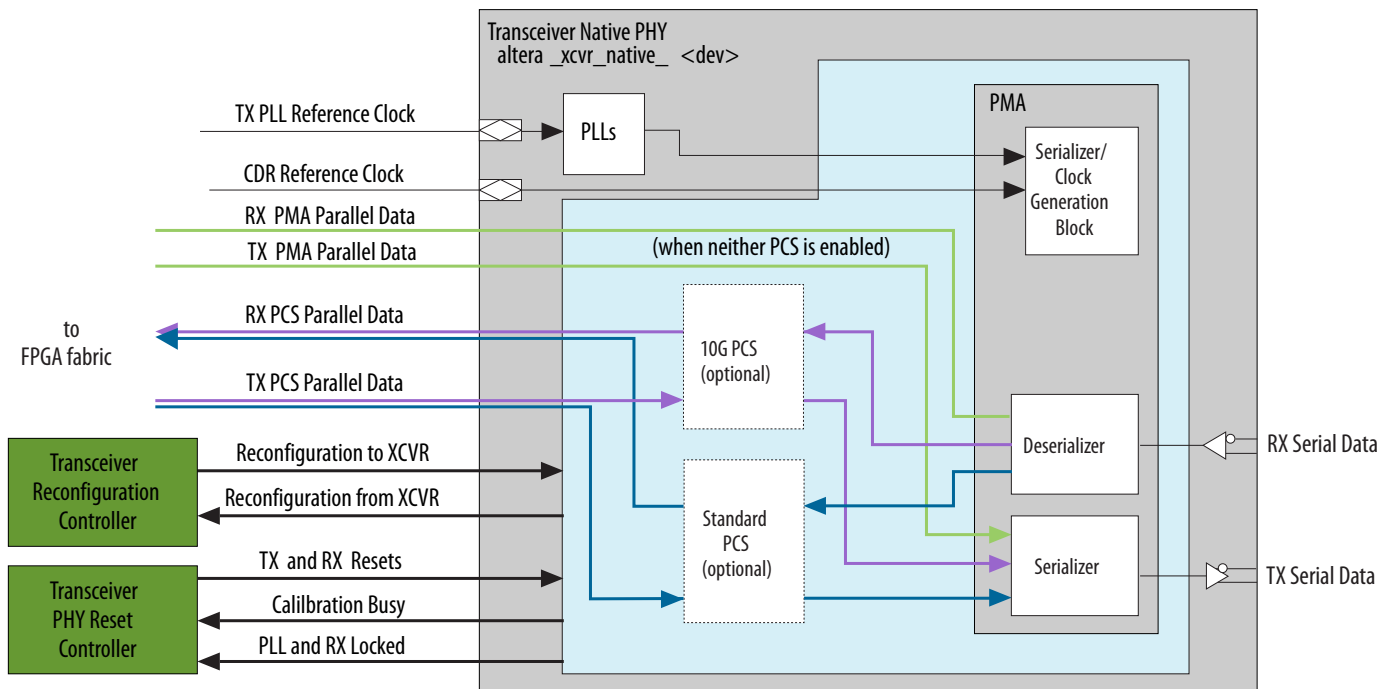 Transceiver Native PHY
altera _xcvr_native_ <dev>
TX PLL Reference Clock
PLLs
PMA
Serializer/
Clock
Generation
Block
CDR Reference Clock
RX PMA Parallel Data
TX PMA Parallel Data
(when neither PCS is enabled)
to
FPGA fabric
RX PCS Parallel Data
TX PCS Parallel Data
10G PCS
(optional)
Deserializer
RX Serial Data
Transceiver
Reconfiguration
Controller
Reconfiguration to XCVR
Reconfiguration from XCVR
Standard
PCS
(optional)
Serializer
TX Serial Data
Transceiver
PHY Reset
Controller
TX and RX Resets
Calilbration Busy
PLL and RX Locked